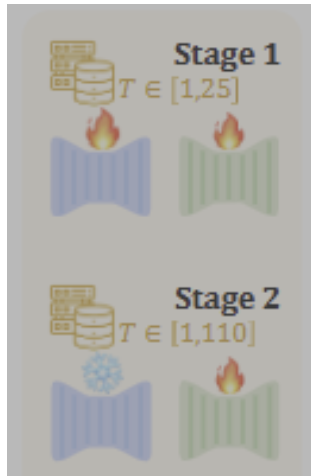 Stage 1
T ∈ [1,25]
Stage 2
T ∈ [1,110]